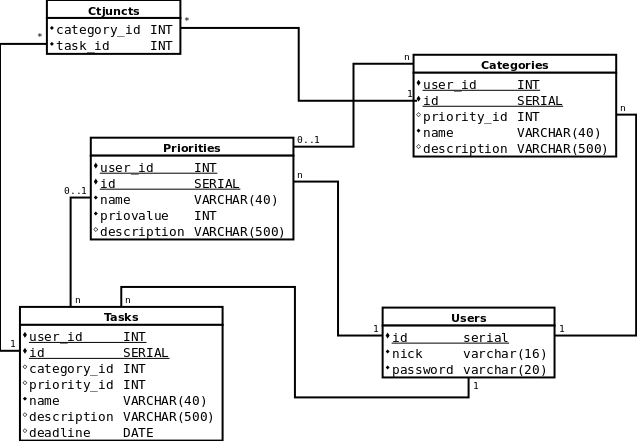 Ctjuncts
category_id INT
task_id INT
*
*
Categories
user_id INT
id SERIAL
priority_id INT
name VARCHAR(40)
description VARCHAR(500)
n
1
n
Priorities
user_id INT
id SERIAL
name VARCHAR(40)
priovalue INT
description VARCHAR(500)
0..1
n
0..1
Tasks
user_id INT
id SERIAL
category_id INT
priority_id INT
name VARCHAR(40)
description VARCHAR(500)
deadline DATE
n
n
1
Users
id serial
nick varchar(16)
password varchar(20)
1
1
1